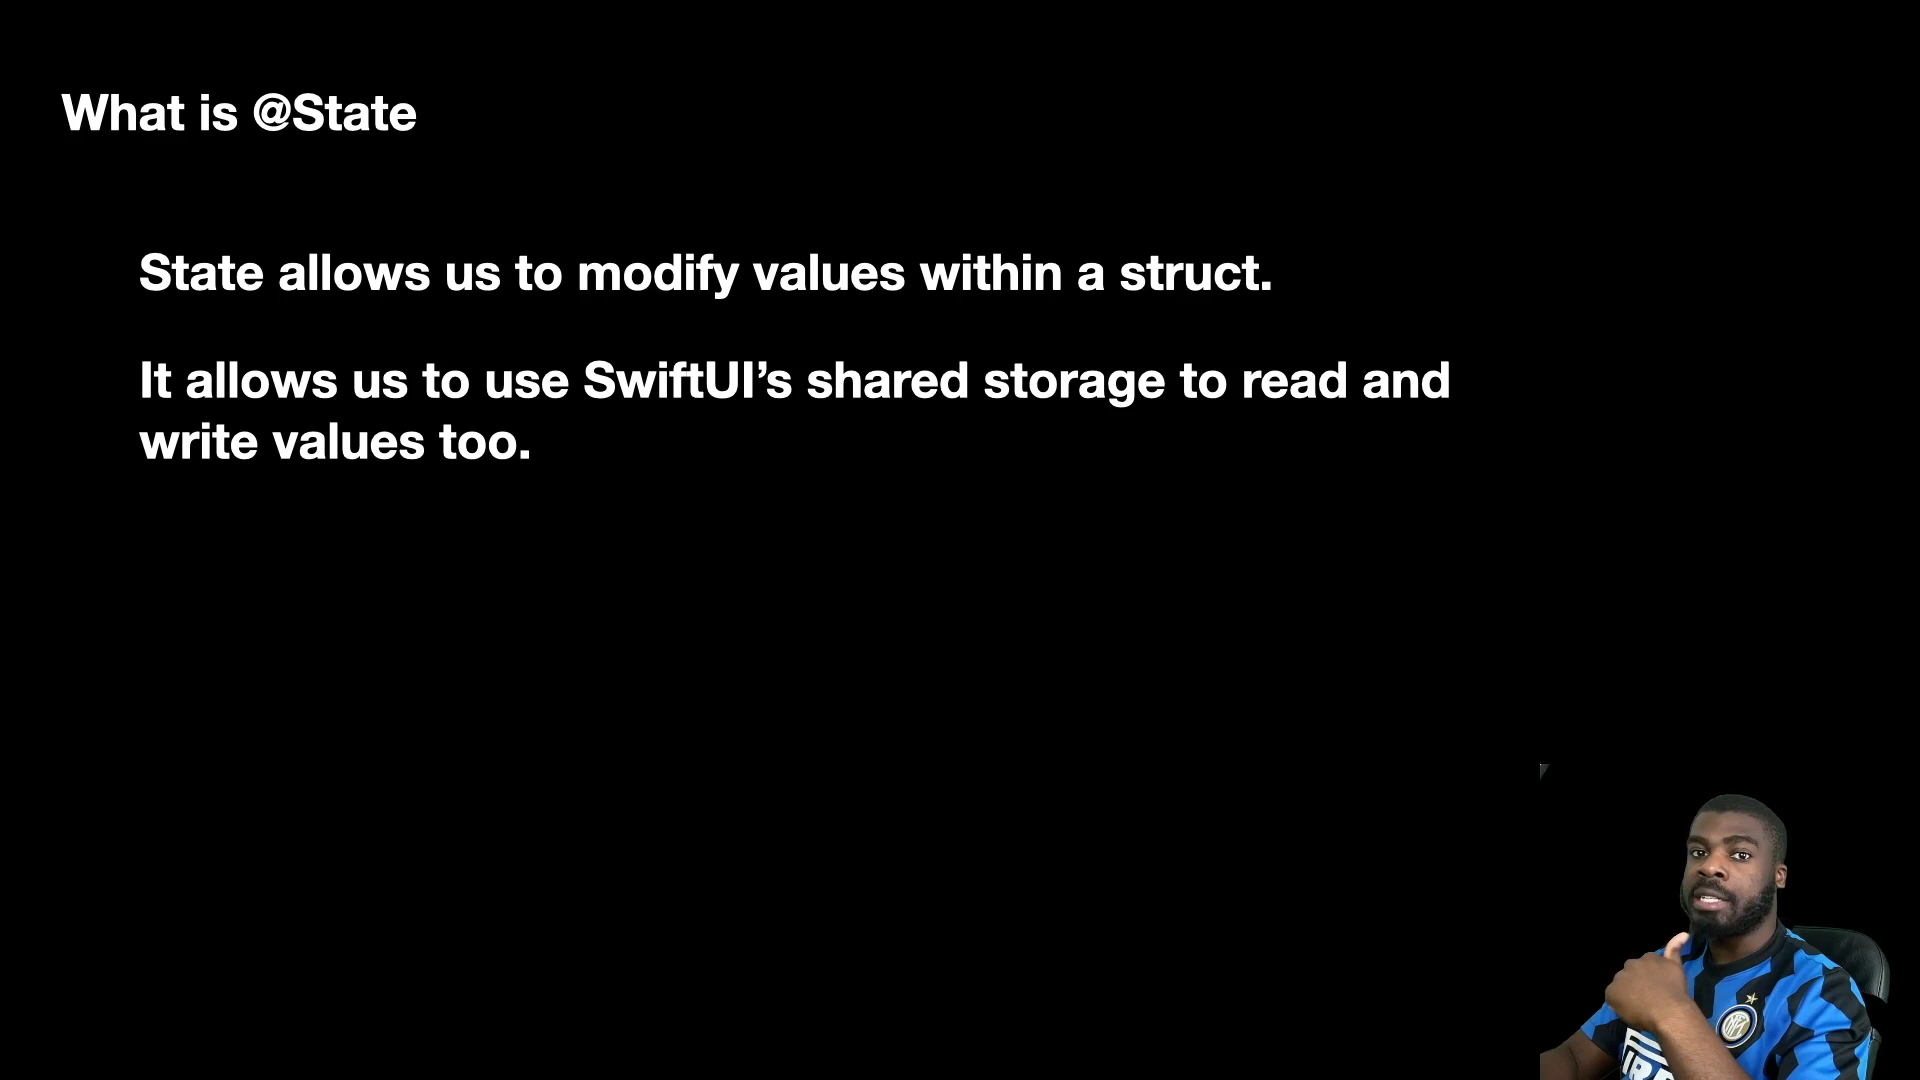 What is @State
State allows us to modify values within a struct.
It allows us to use SwiftUI’s shared storage to read and
write values too.